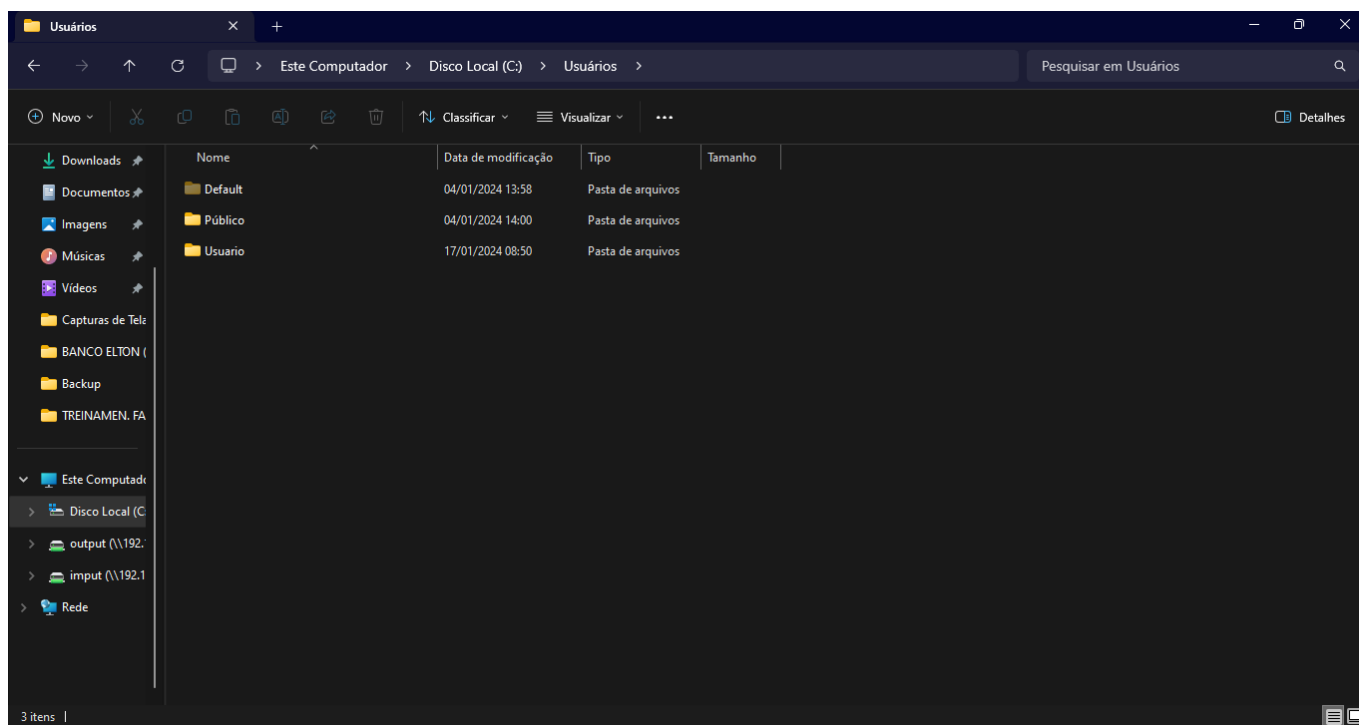 Usuários
Este Computador > Disco Local (C:) > Usuários >
Pesquisar em Usuários
Novo
Classificar
Visualizar
Detalhes
Downloads
Documentos
Imagens
Músicas
Vídeos
Capturas de Tela
BANCO ELTON (
Backup
TREINAMEN. FA
Este Computado
Disco Local (C
output (\\192.1
imput (\\192.1
Rede
Nome Data de modificação Tipo Tamanho
Default 04/01/2024 13:58 Pasta de arquivos
Público 04/01/2024 14:00 Pasta de arquivos
Usuario 17/01/2024 08:50 Pasta de arquivos
3 itens